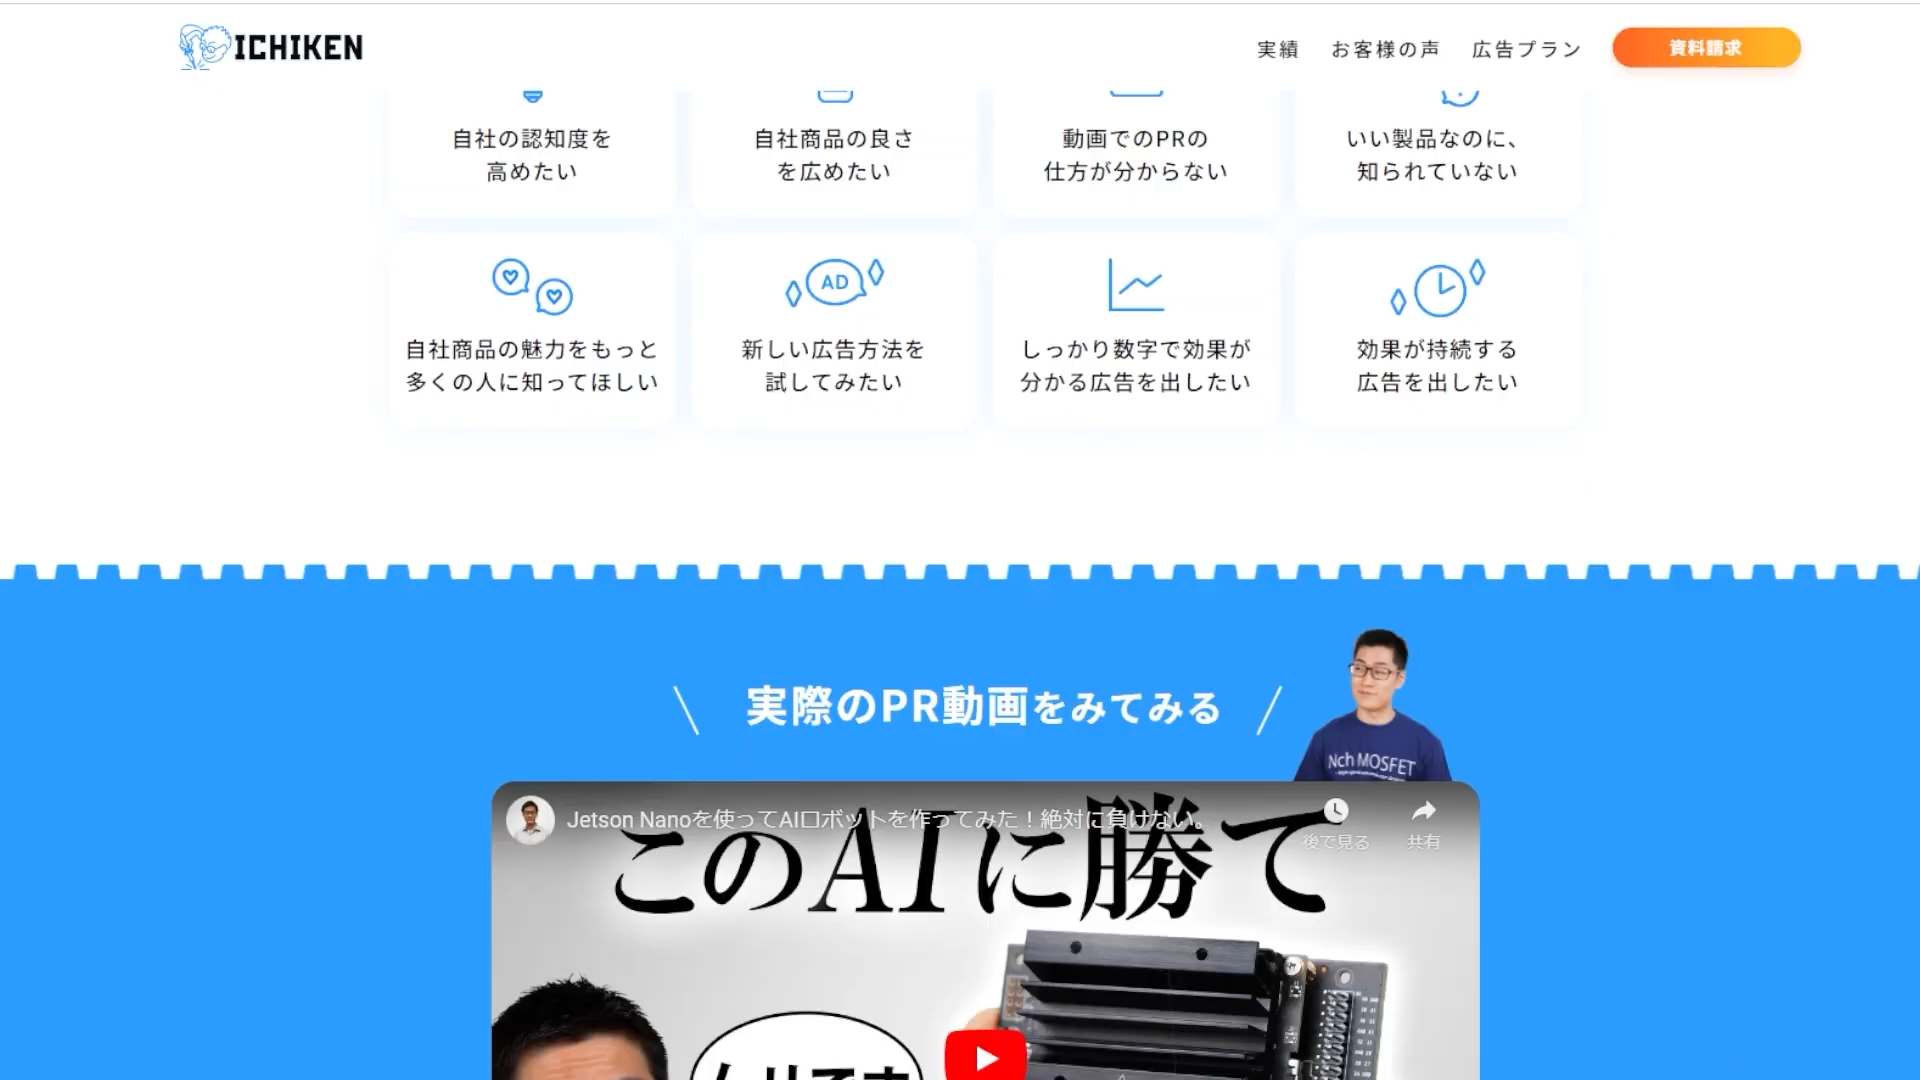 ICHIKEN
実績
お客様の声
広告プラン
資料請求
自社の認知度を
高めたい
自社商品の良さ
を広めたい
動画でのPRの
仕方が分からない
いい製品なのに、
知られていない
自社商品の魅力をもっと
多くの人に知ってほしい
AD
新しい広告方法を
試してみたい
しっかり数字で効果が
分かる広告を出したい
効果が持続する
広告を出したい
実際のPR動画をみてみる
Nch MOSFET
Jetson Nanoを使ってAIロボットを作ってみた！絶対に負けない。
後で見る
共有
このAIに勝て